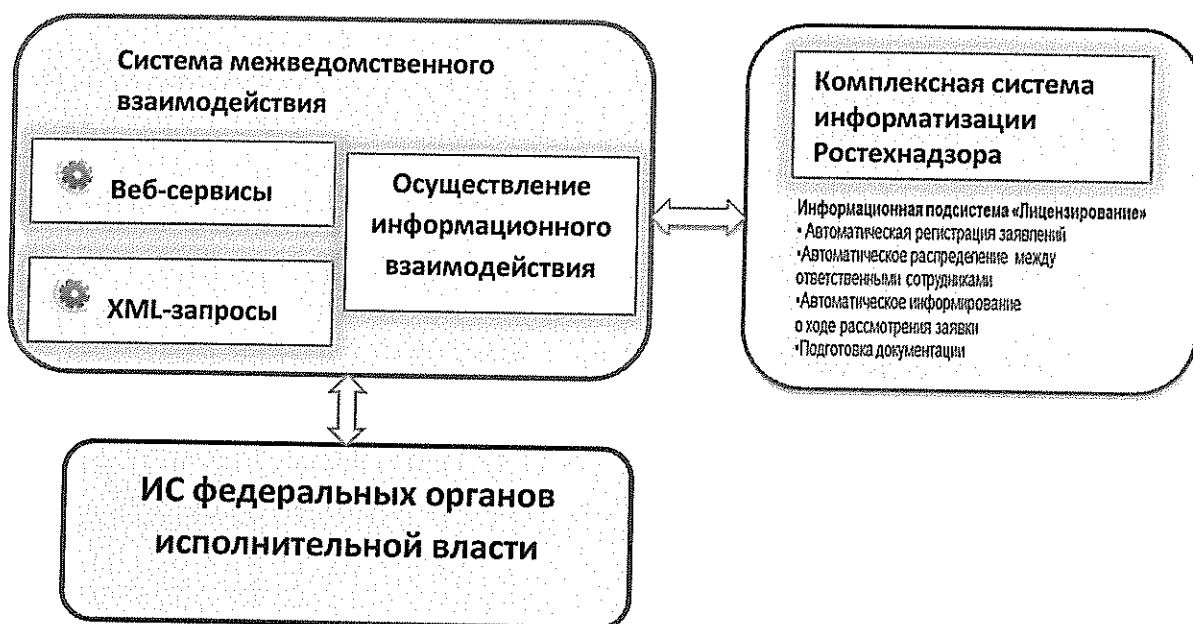 Система межведомственного
взаимодействия
Веб-сервисы
XML-запросы
Осуществление
информационного
взаимодействия
Комплексная система
информатизации
Ростехнадзора
Информационная подсистема «Лицензирование»
• Автоматическая регистрация заявлений
•Автоматическое распределение между
ответственными сотрудниками
•Автоматическое информирование
о ходе рассмотрения заявки
•Подготовка документации
ИС федеральных органов
исполнительной власти